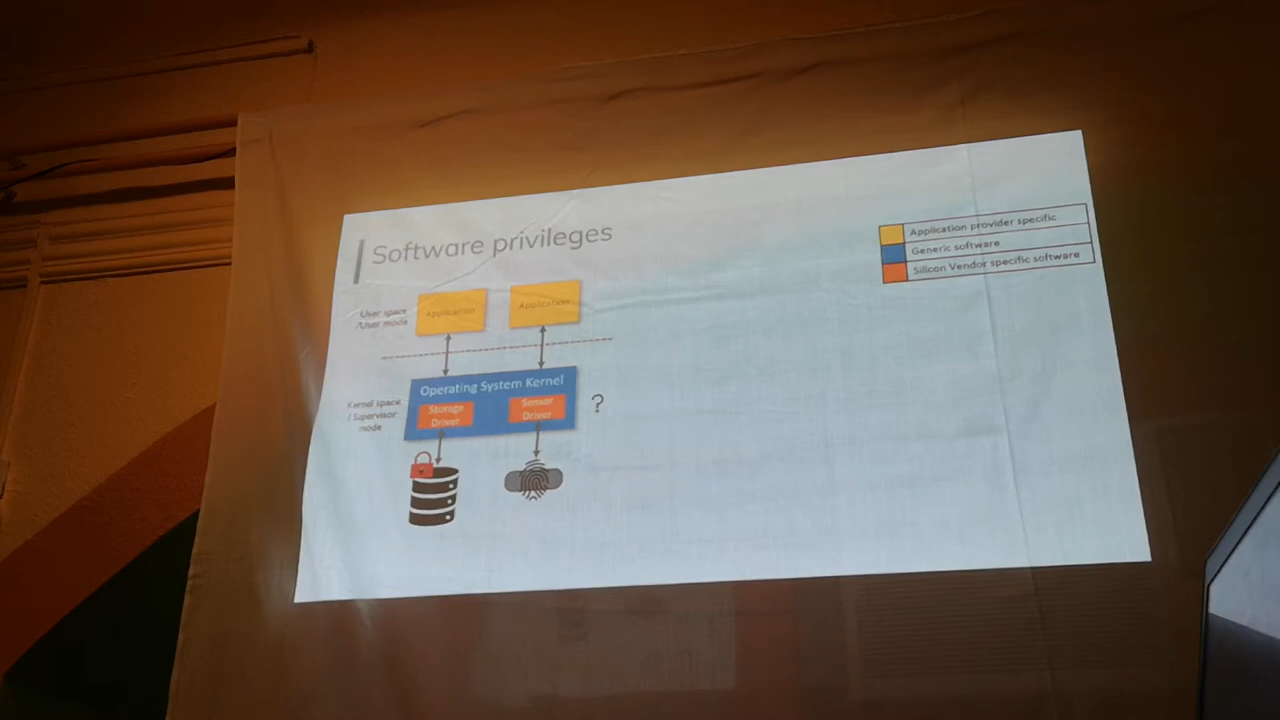 Software privileges
Application provider specific
Generic software
Silicon Vendor specific software
User space
/User mode
Application
Application
Operating System Kernel
Kernel space
/ Supervisor
mode
Storage
Driver
Sensor
Driver
?